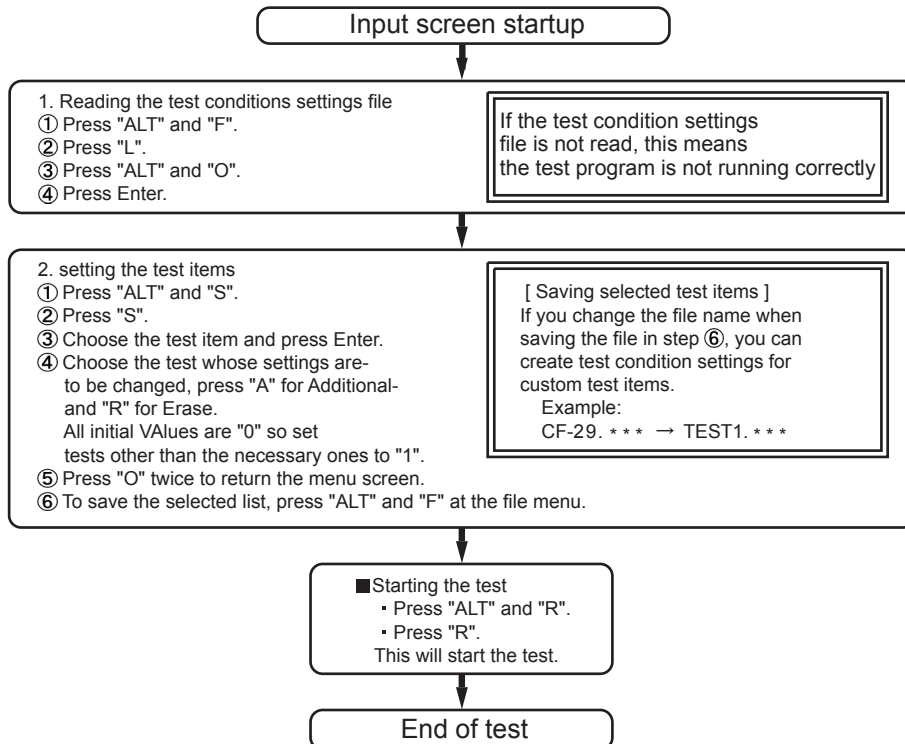 Input screen startup
1. Reading the test conditions settings file
① Press "ALT" and "F".
② Press "L".
③ Press "ALT" and "O".
④ Press Enter.
If the test condition settings
file is not read, this means
the test program is not running correctly
2. setting the test items
① Press "ALT" and "S".
② Press "S".
③ Choose the test item and press Enter.
④ Choose the test whose settings are-
to be changed, press "A" for Additional-
and "R" for Erase.
All initial VAlues are "0" so set
tests other than the necessary ones to "1".
⑤ Press "O" twice to return the menu screen.
⑥ To save the selected list, press "ALT" and "F" at the file menu.
[ Saving selected test items ]
If you change the file name when
saving the file in step ⑥, you can
create test condition settings for
custom test items.
Example:
CF-29. * * * → TEST1. * * *
■Starting the test
・Press "ALT" and "R".
・Press "R".
This will start the test.
End of test